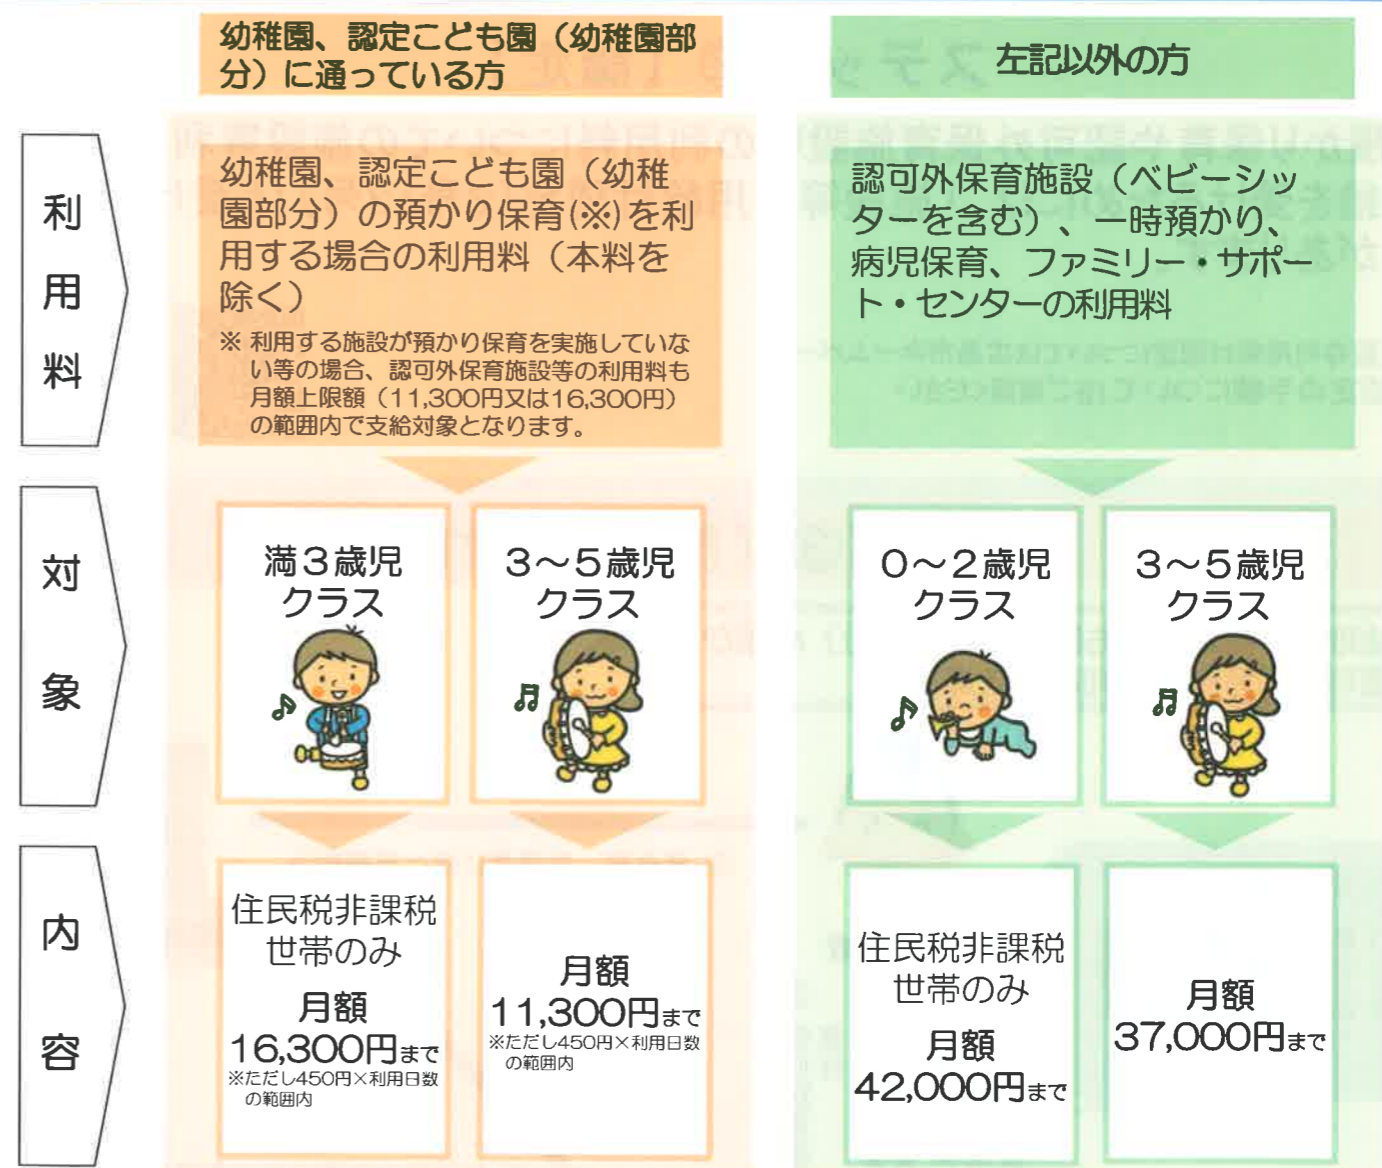 幼稚園、認定こども園（幼稚園部
分）に通っている方
左記以外の方
利用料
幼稚園、認定こども園（幼稚
園部分）の預かり保育(※)を利
用する場合の利用料（本料を
除く）
※ 利用する施設が預かり保育を実施していな
い等の場合、認可外保育施設等の利用料も
月額上限額（11,300円又は16,300円）
の範囲内で支給対象となります。
認可外保育施設（ベビーシッ
ターを含む）、一時預かり、
病児保育、ファミリー・サポー
ト・センターの利用料
対象
満３歳児
クラス
３～５歳児
クラス
０～２歳児
クラス
３～５歳児
クラス
内容
住民税非課税
世帯のみ
月額
16,300円まで
※ただし450円×利用日数
の範囲内
月額
11,300円まで
※ただし450円×利用日数
の範囲内
住民税非課税
世帯のみ
月額
42,000円まで
月額
37,000円まで